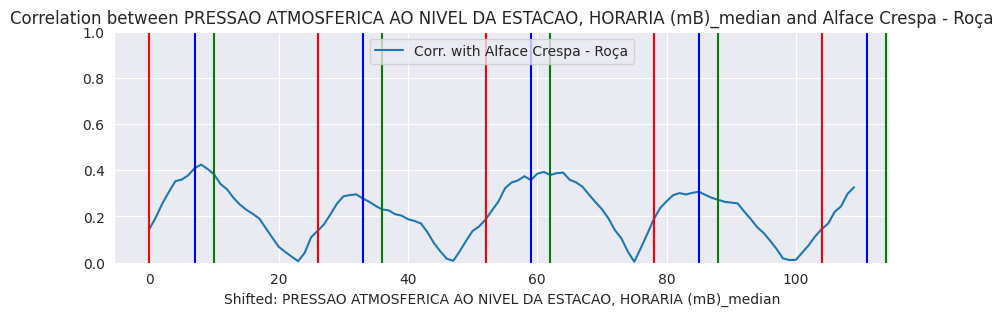 Correlation between PRESSAO ATMOSFERICA AO NIVEL DA ESTACAO, HORARIA (mB)_median and Alface Crespa - Roça
Corr. with Alface Crespa - Roça
1.0
0.8
0.6
0.4
0.2
0.0
0 20 40 60 80 100
Shifted: PRESSAO ATMOSFERICA AO NIVEL DA ESTACAO, HORARIA (mB)_median